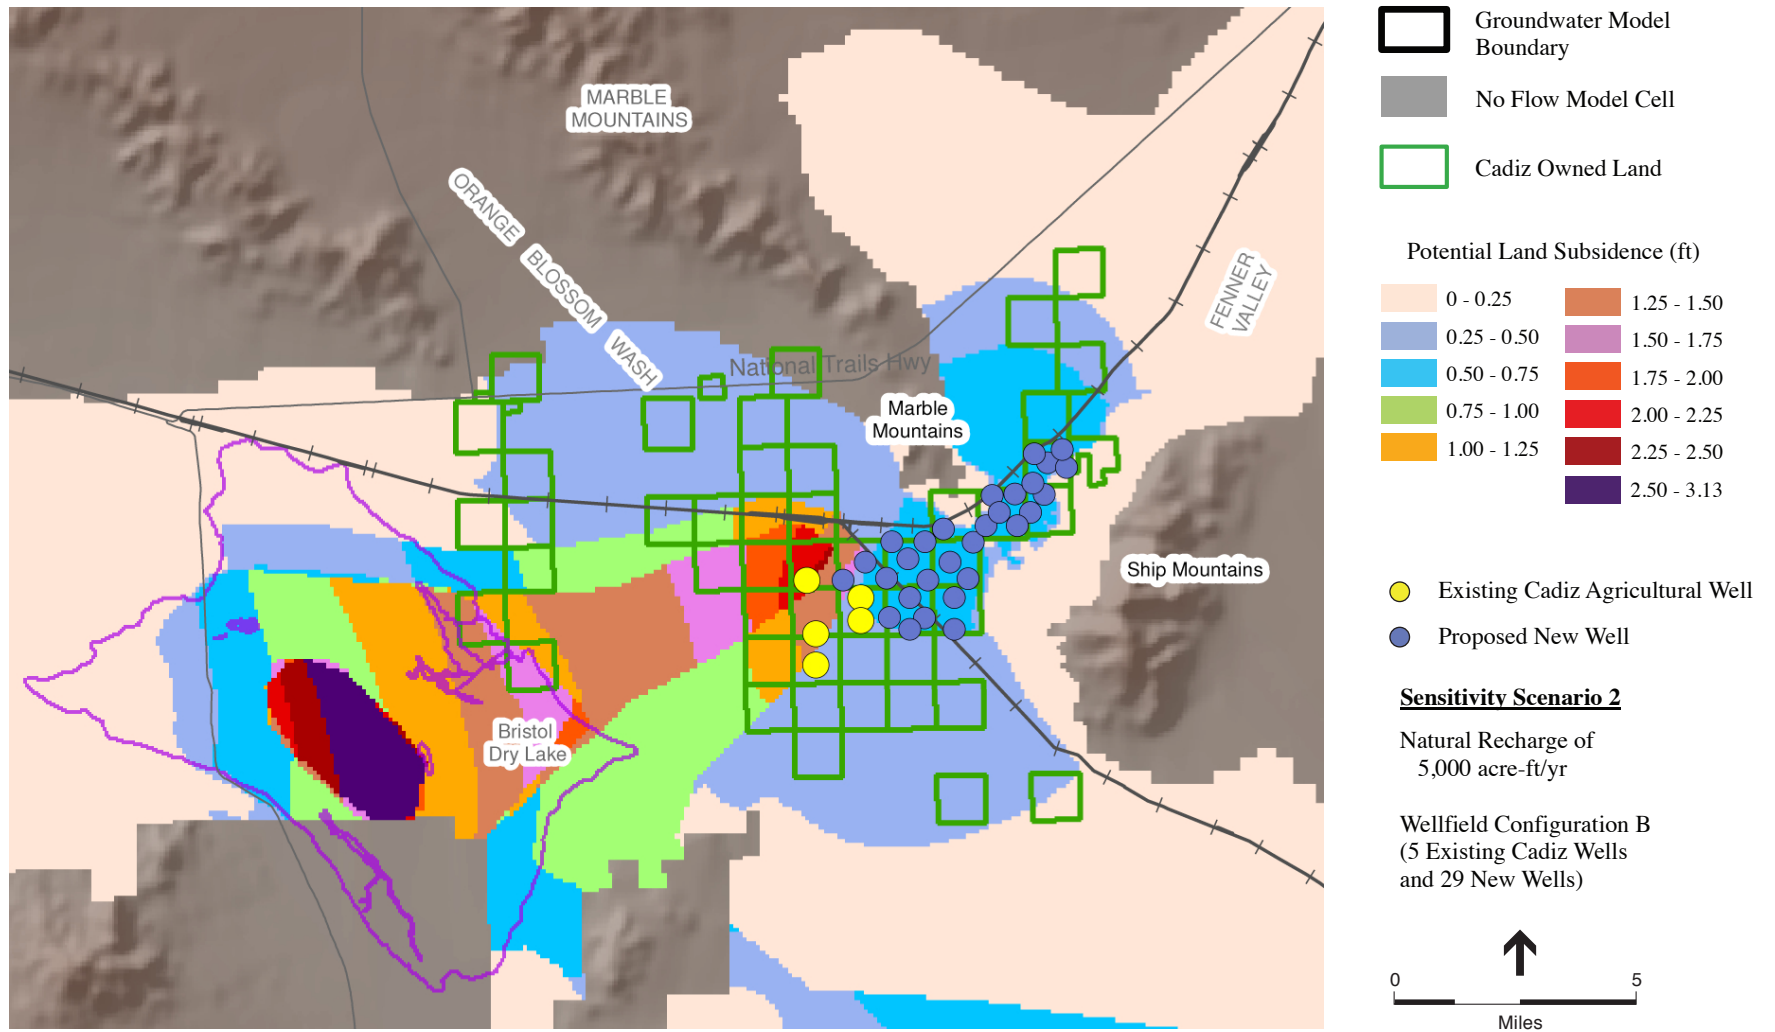 MARBLE
MOUNTAINS
ORANGE BLOSSOM WASH
National Trails Hwy
FENNER
VALLEY
Marble
Mountains
Ship Mountains
Bristol
Dry Lake
Groundwater Model
Boundary
No Flow Model Cell
Cadiz Owned Land
Potential Land Subsidence (ft)
0 - 0.25
0.25 - 0.50
0.50 - 0.75
0.75 - 1.00
1.00 - 1.25
1.25 - 1.50
1.50 - 1.75
1.75 - 2.00
2.00 - 2.25
2.25 - 2.50
2.50 - 3.13
Existing Cadiz Agricultural Well
Proposed New Well
Sensitivity Scenario 2
Natural Recharge of
5,000 acre-ft/yr
Wellfield Configuration B
(5 Existing Cadiz Wells
and 29 New Wells)
0 5
Miles